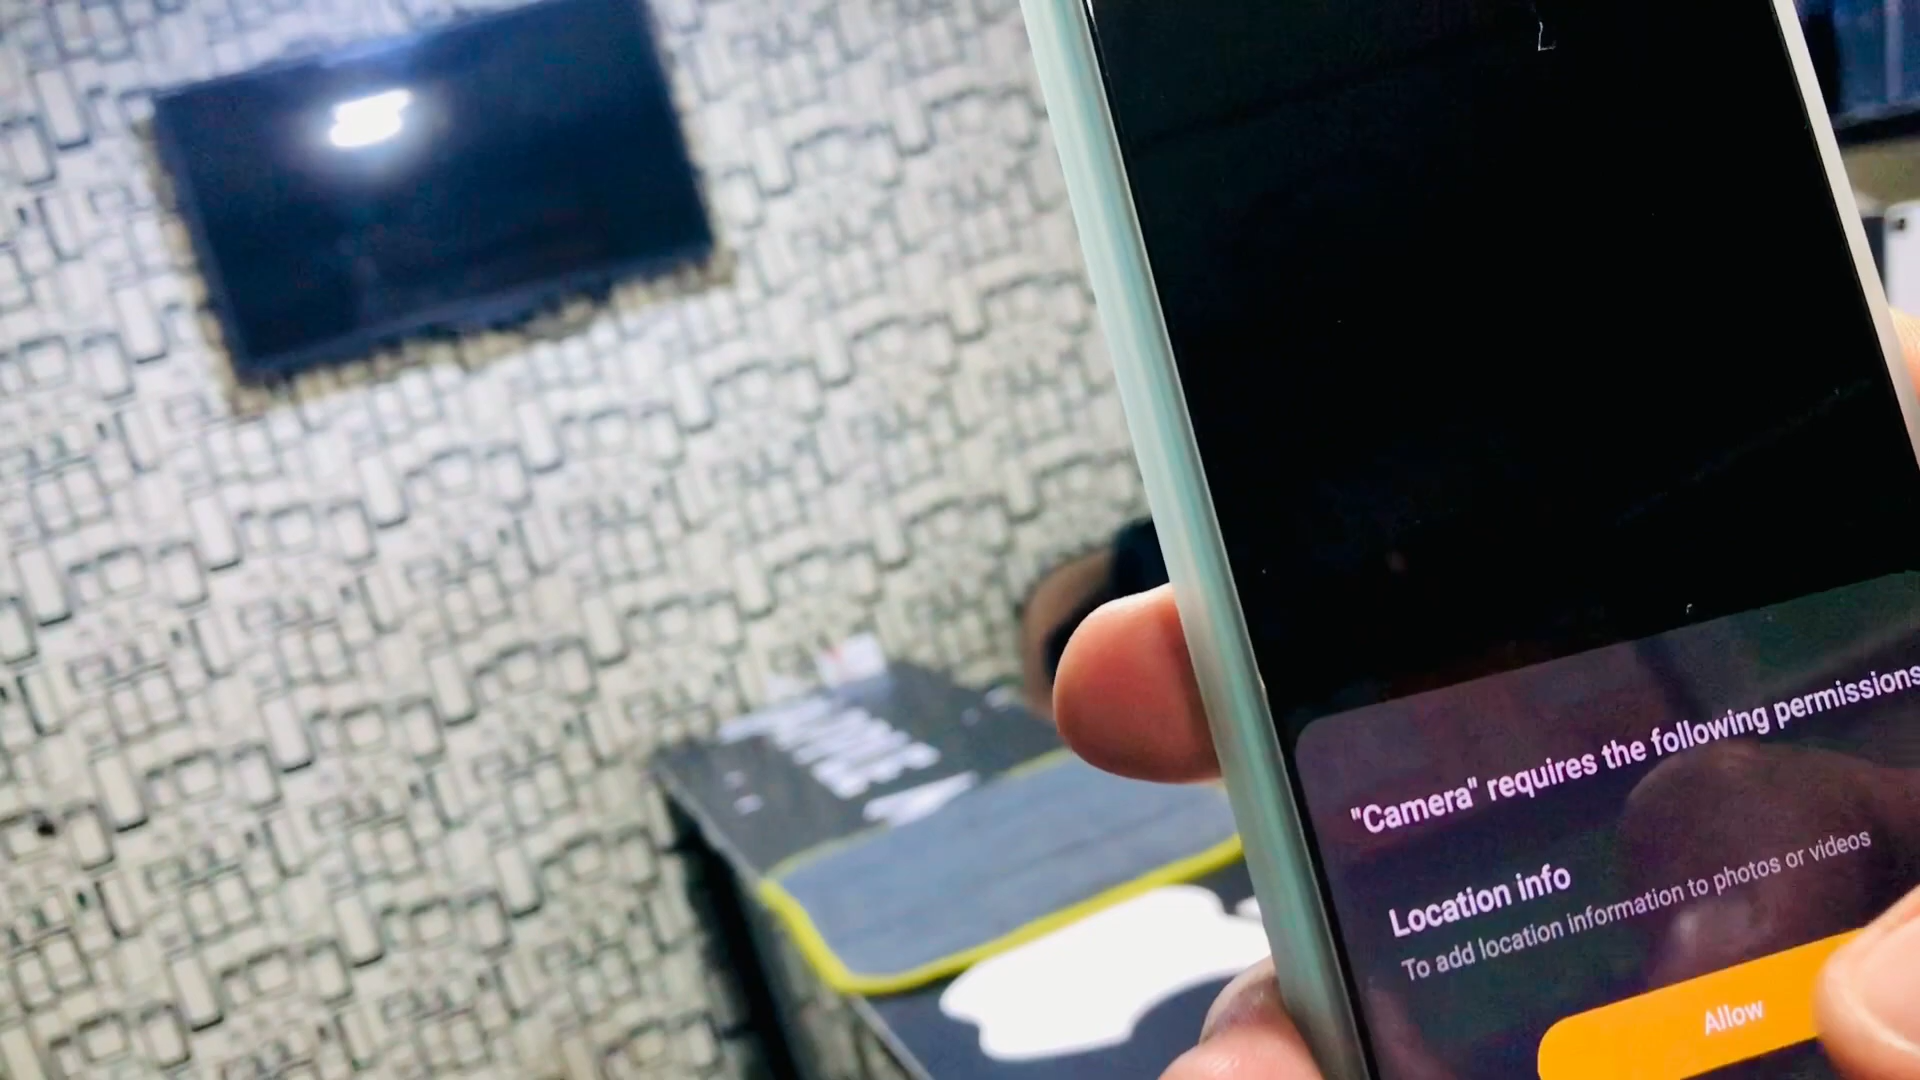 "Camera" requires the following permissions
Location info
To add location information to photos or videos
Allow